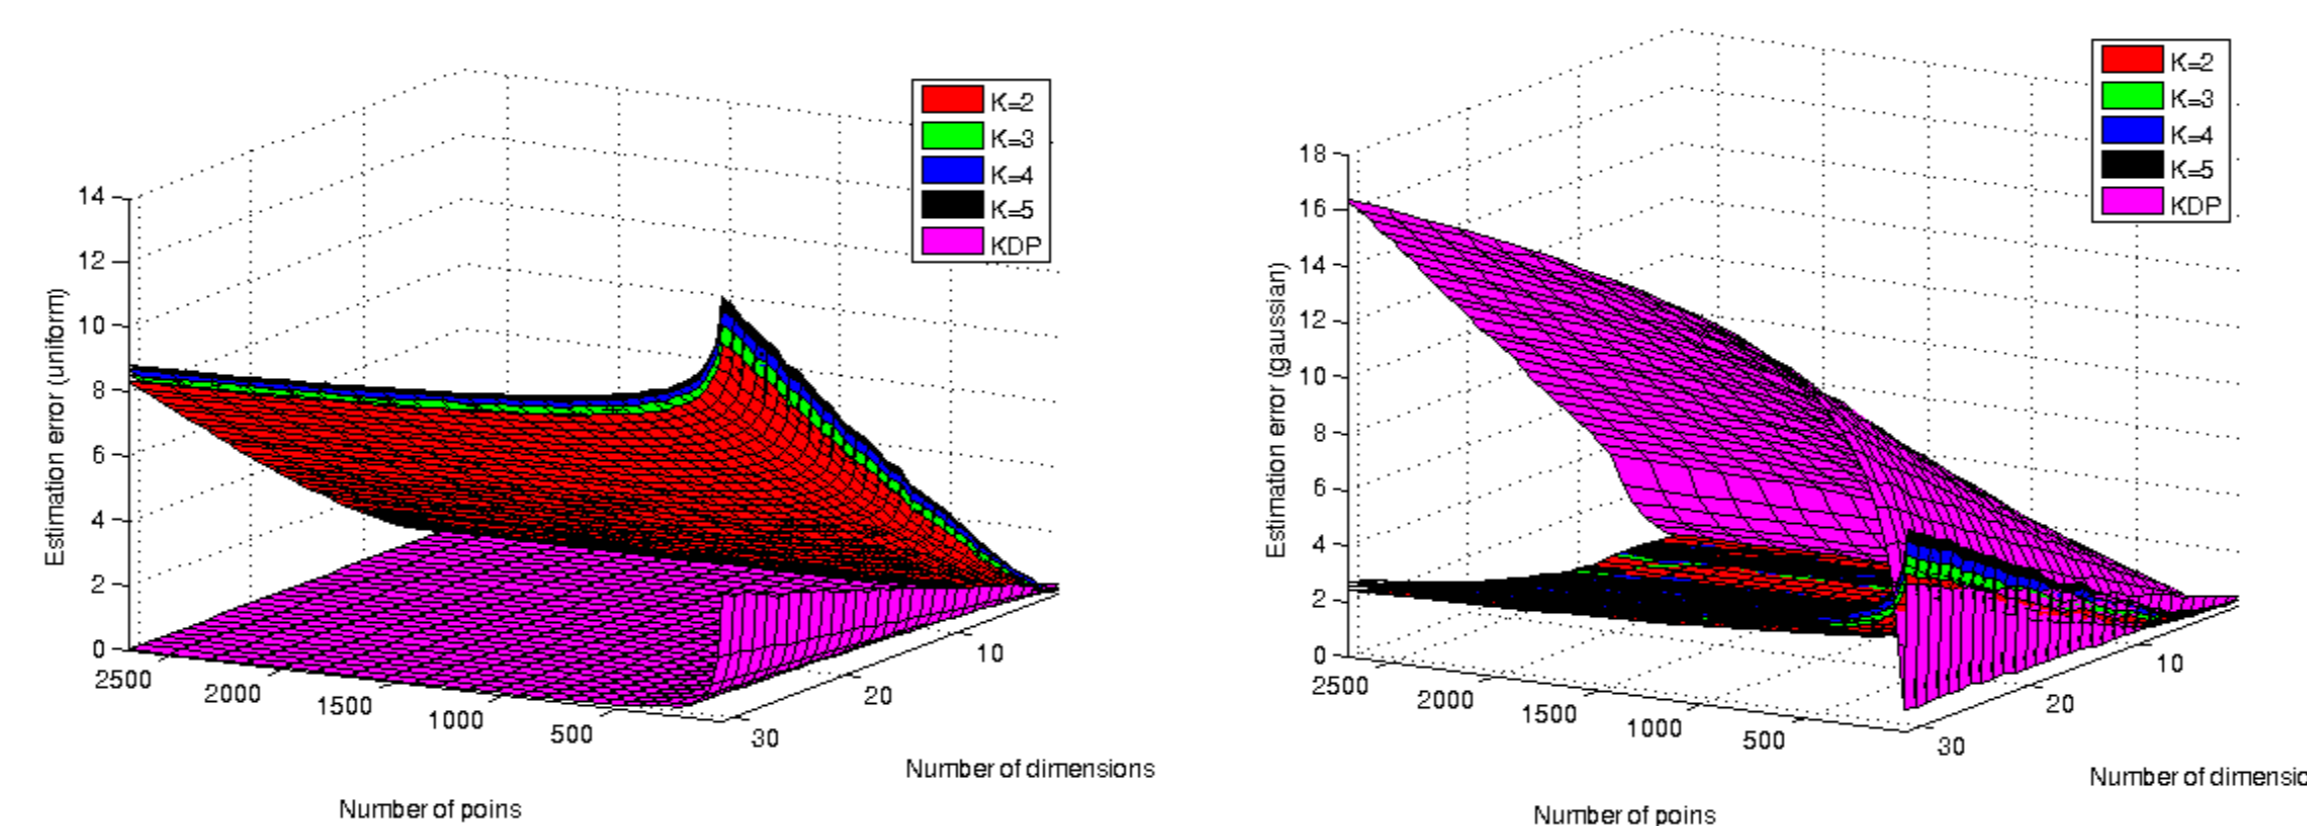 K=2
K=3
K=4
K=5
KDP
14
12
10
8
6
4
2
0
Estimation error (uniform)
2500
2000
1500
1000
500
10
20
30
Number of dimensions
Number of poins
K=2
K=3
K=4
K=5
KDP
18
16
14
12
10
8
6
4
2
0
Estimation error (gaussian)
2500
2000
1500
1000
500
10
20
30
Number of dimensio
Number of poins